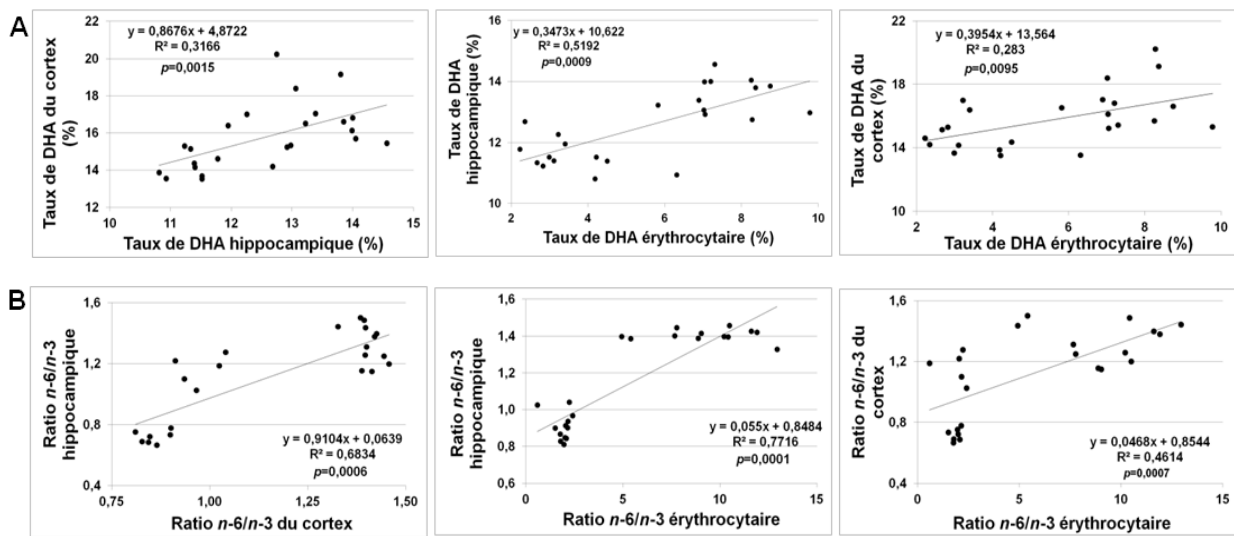 A
Taux de DHA du cortex
(%)
22
20
18
16
14
12
y = 0,8676x + 4,8722
R² = 0,3166
p=0,0015
10 11 12 13 14 15
Taux de DHA hippocampique (%)
Taux de DHA
hippocampique (%)
16
14
12
10
y = 0,3473x + 10,622
R² = 0,5192
p=0,0009
2 4 6 8 10
Taux de DHA érythrocytaire (%)
Taux de DHA du
cortex (%)
22
18
14
10
y = 0,3954x + 13,564
R² = 0,283
p=0,0095
2 4 6 8 10
Taux de DHA érythrocytaire (%)
B
Ratio n-6/n-3
hippocampique
1,6
1,2
0,8
0,4
y = 0,9104x + 0,0639
R² = 0,6834
p=0,0006
0,75 1,00 1,25 1,50
Ratio n-6/n-3 du cortex
Ratio n-6/n-3
hippocampique
1,6
1,4
1,2
1,0
0,8
0,6
y = 0,055x + 0,8484
R² = 0,7716
p=0,0001
0 5 10 15
Ratio n-6/n-3 érythrocytaire
Ratio n-6/n-3 du
cortex
1,6
1,2
0,8
0,4
y = 0,0468x + 0,8544
R² = 0,4614
p=0,0007
0 5 10 15
Ratio n-6/n-3 érythrocytaire